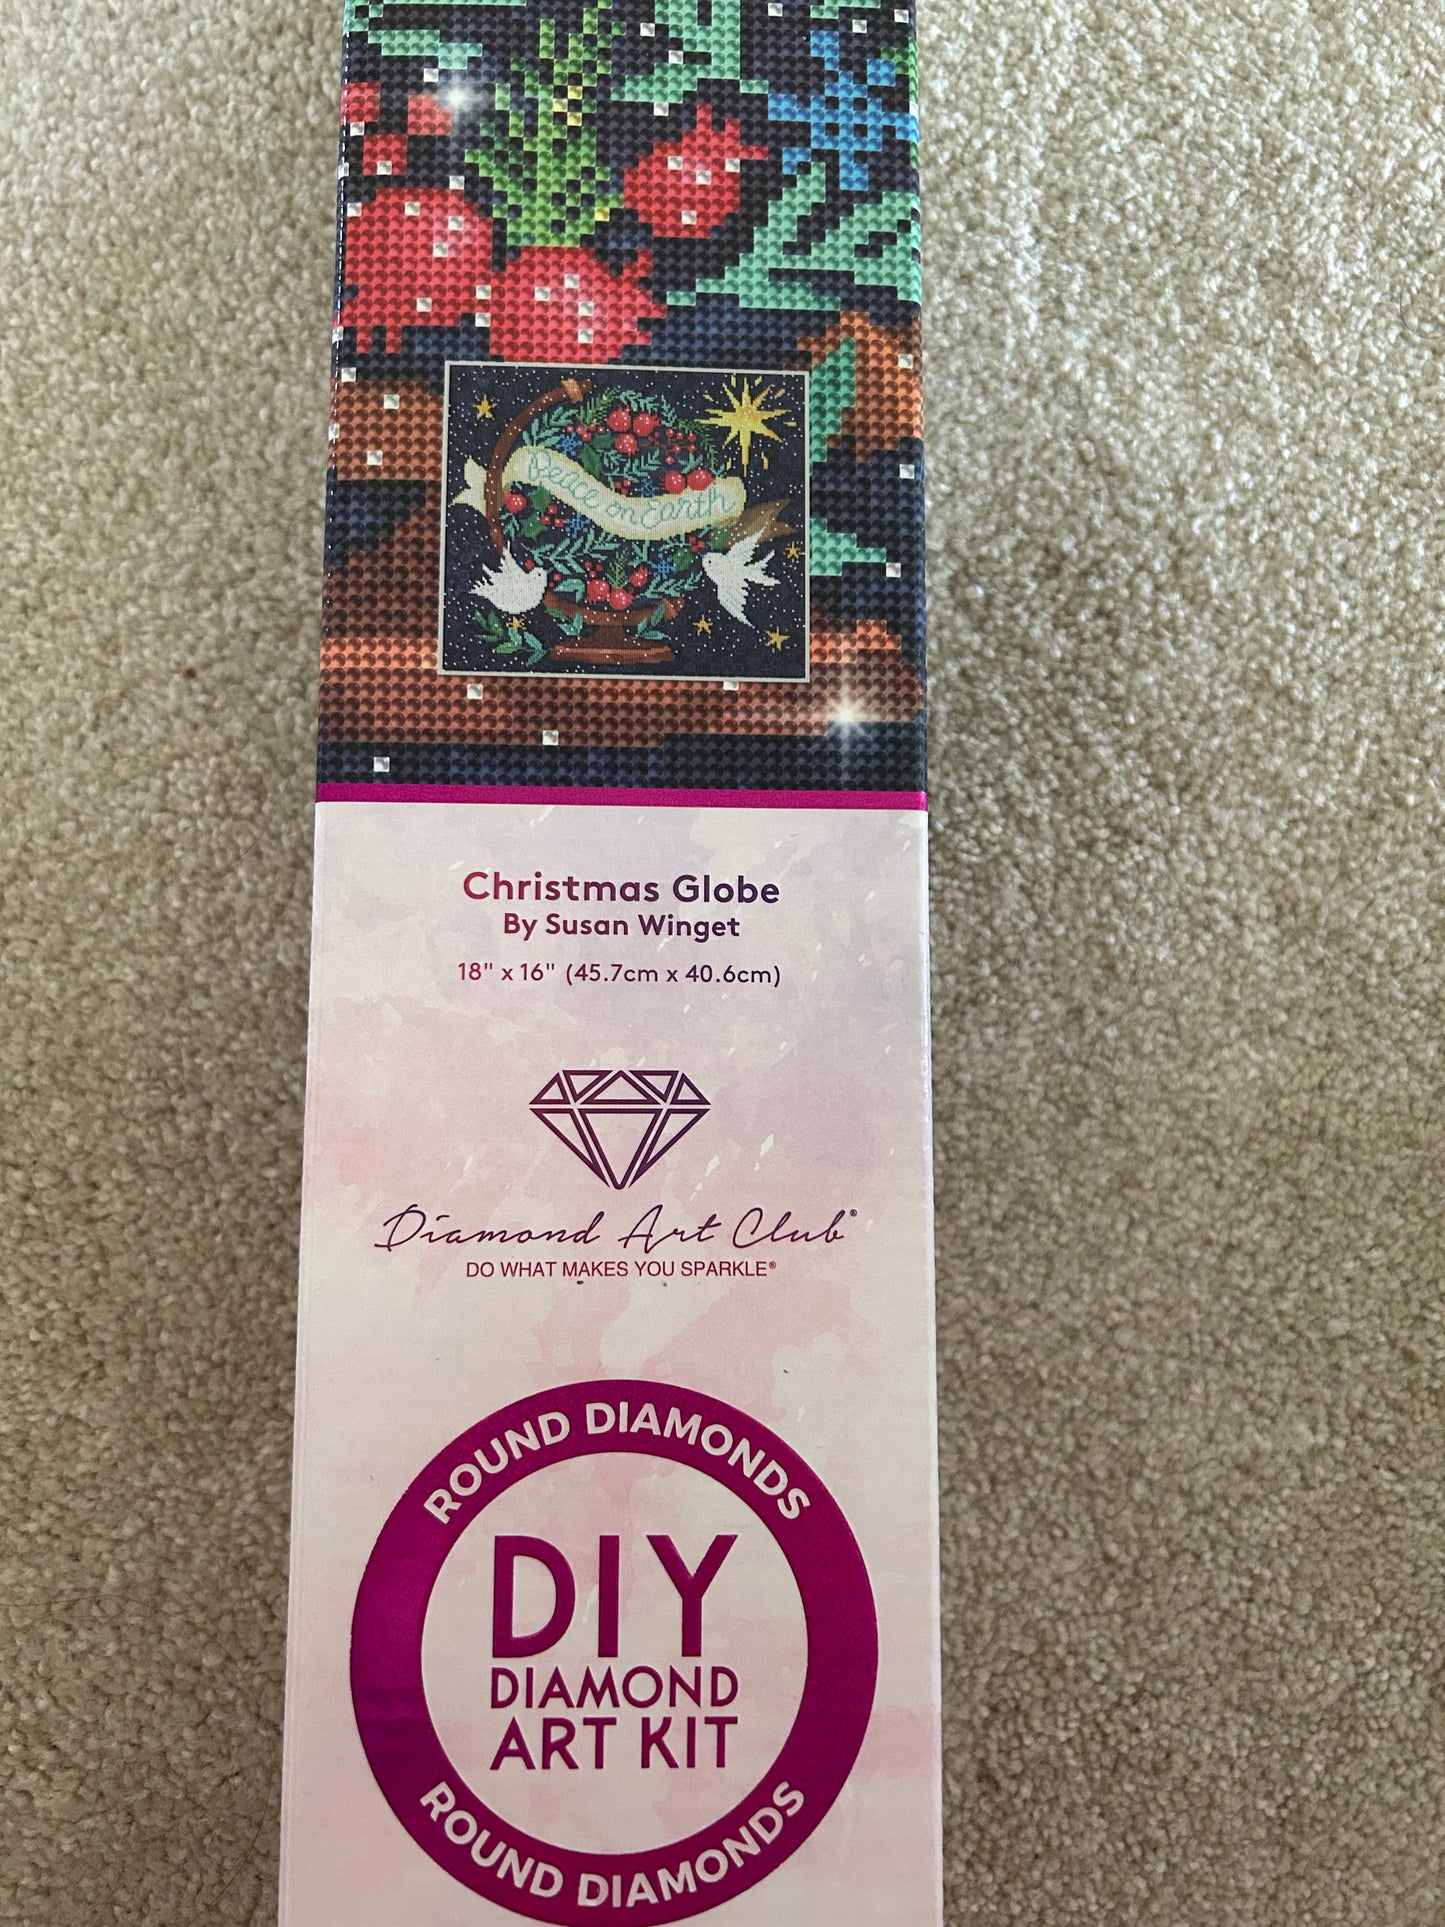 Peace on Earth
Christmas Globe
By Susan Winget
18" x 16" (45.7cm x 40.6cm)
Diamond Art Club®
DO WHAT MAKES YOU SPARKLE®
ROUND DIAMONDS
DIY
DIAMOND
ART KIT
ROUND DIAMONDS